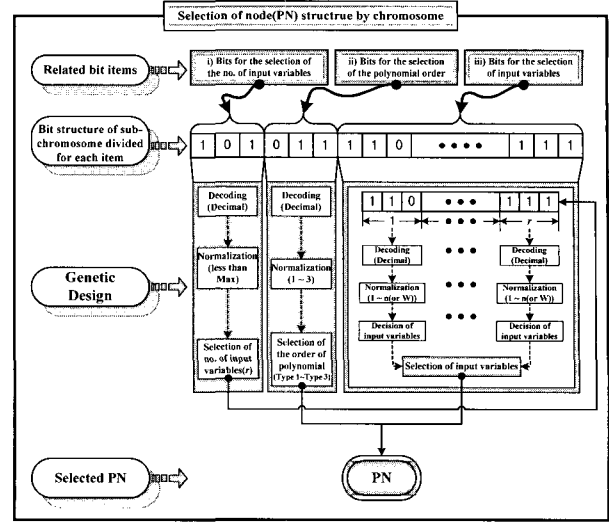 Selection of node(PN) structrue by chromosome
Related bit items
i) Bits for the selection of
the no. of input variables
ii) Bits for the selection
of the polynomial order
iii) Bits for the selection of
input variables
Bit structure of sub-
chromosome divided
for each item
1 0 1 0 1 1 1 1 0 • • • • 1 1 1
Genetic
Design
Decoding
(Decimal)
Normalization
(less than
Max)
Selection of
no. of input
variables(r)
Decoding
(Decimal)
Normalization
(1 ~ 3)
Selection of
the order of
polynomial
(Type 1~Type 3)
1 1 0 • • • 1 1 1
1 • • • r
Decoding
(Decimal)
Normalization
(1 ~ n(or W))
Decision of
input variables
Decoding
(Decimal)
Normalization
(1 ~ n(or W))
Decision of
input variables
Selection of input variables
Selected PN
PN